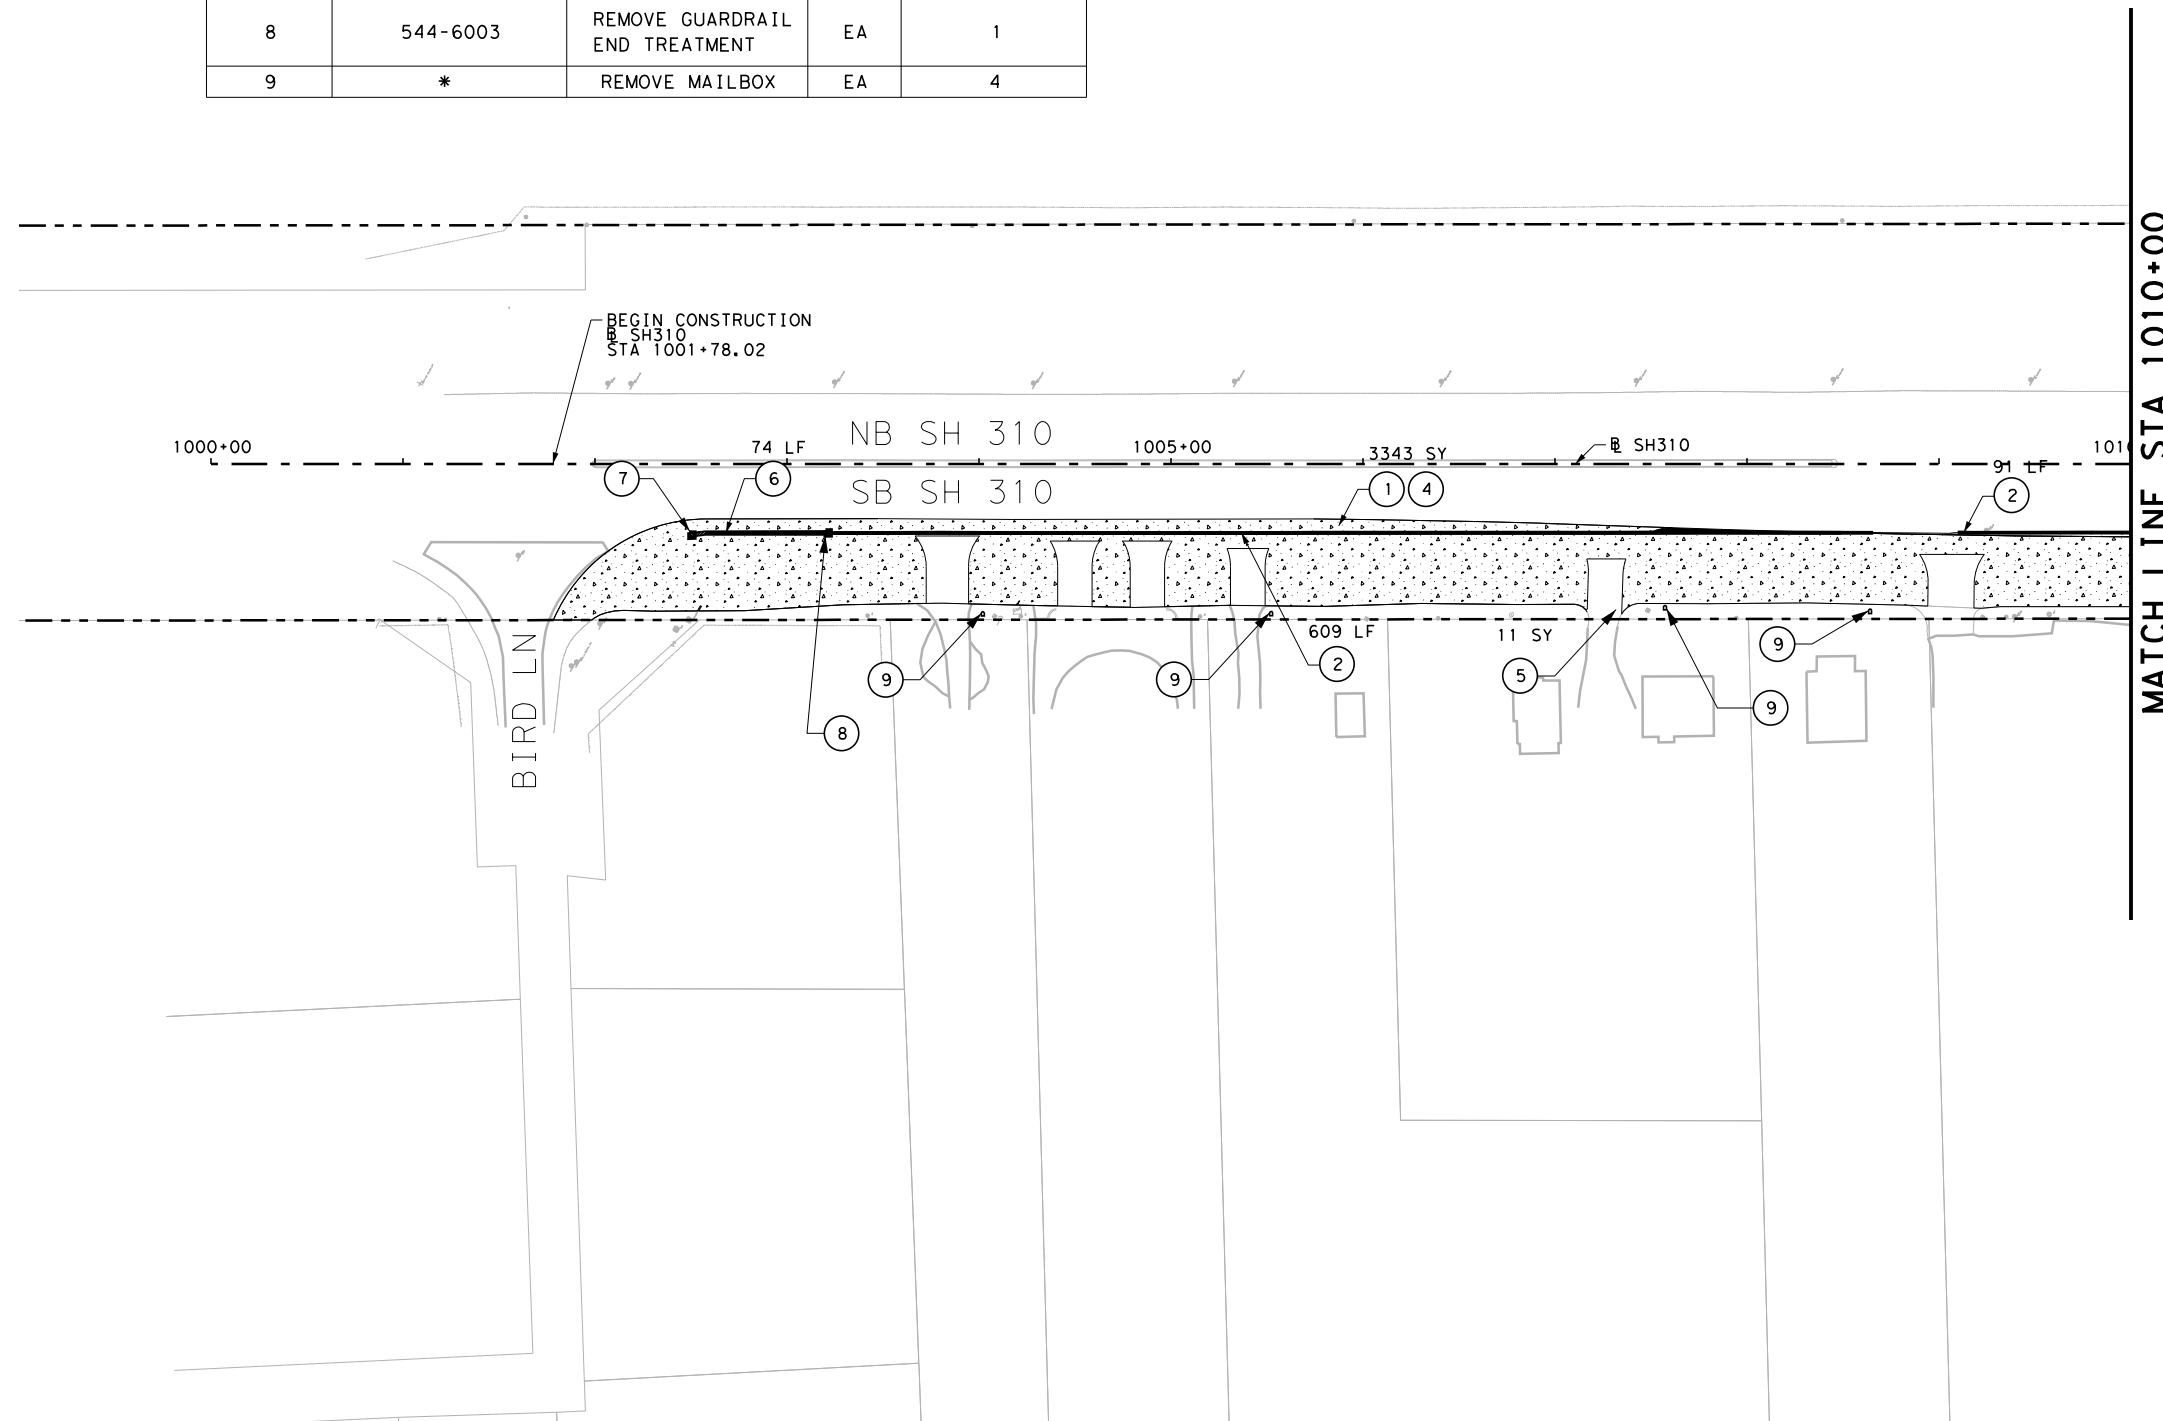 8 544-6003 REMOVE GUARDRAIL END TREATMENT EA 1
9 * REMOVE MAILBOX EA 4
BEGIN CONSTRUCTION
SH310
STA 1001+78.02
NB SH 310
1000+00 74 LF 1005+00 3343 SY SH310 1010
91 LF
7 6 SB SH 310 1 4 2
MATCH LINE STA 1010+00
609 LF 11 SY
9 9 2 5 9 9
8
BIRD LN